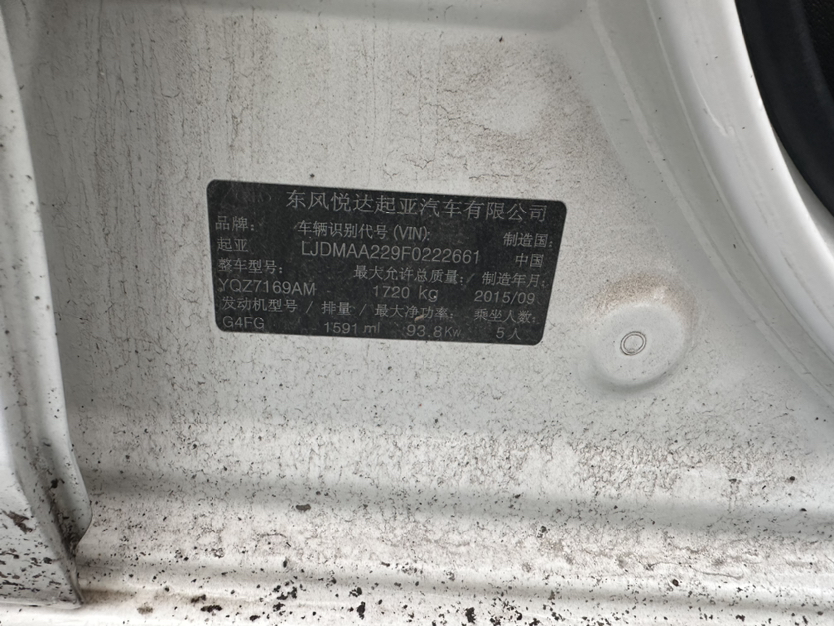 东风悦达起亚汽车有限公司
品牌： 车辆识别代号(VIN): 制造国:
起亚 LJDMAA229F0222661 中国
整车型号： 最大允许总质量: / 制造年月:
YQZ7169AM 1720 kg 2015/09
发动机型号 / 排量 / 最大净功率: 乘坐人数:
G4FG 1591 ml 93.8Kw 5人